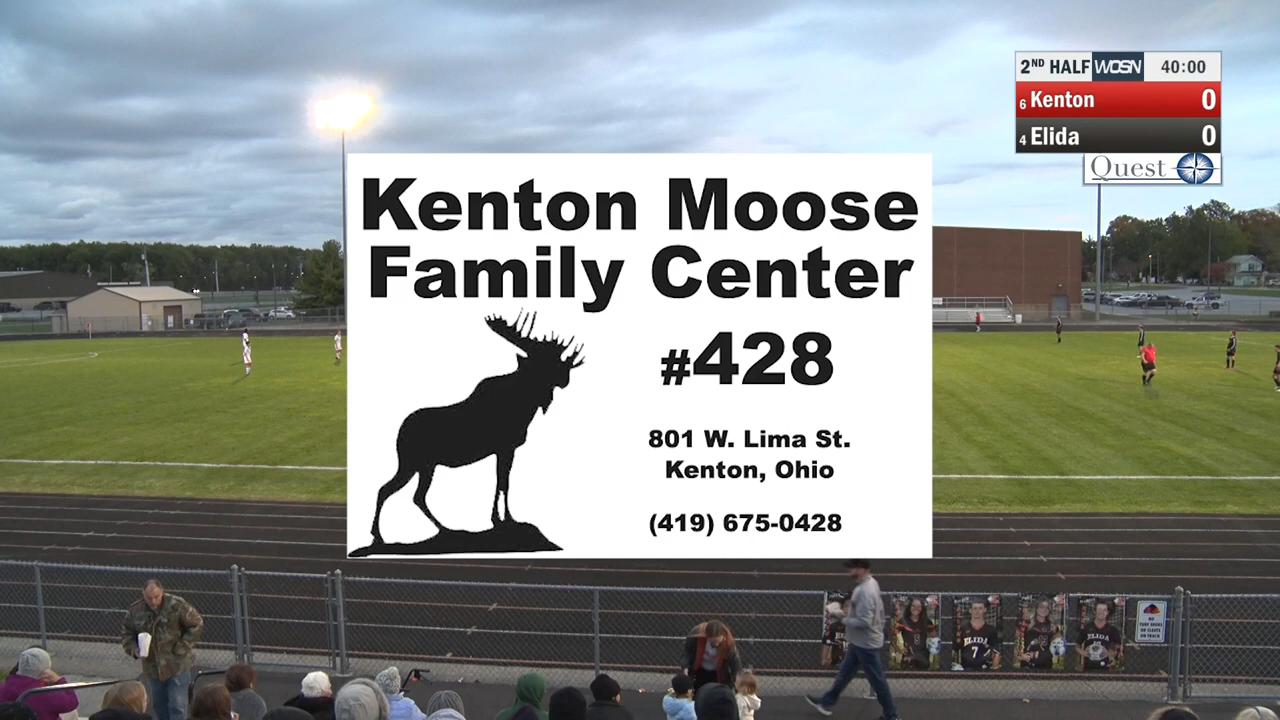 2ND HALF WOSN 40:00
6 Kenton 0
4 Elida 0
Quest
Kenton Moose
Family Center
#428
801 W. Lima St.
Kenton, Ohio
(419) 675-0428
ELIDA
7
ELIDA
NO